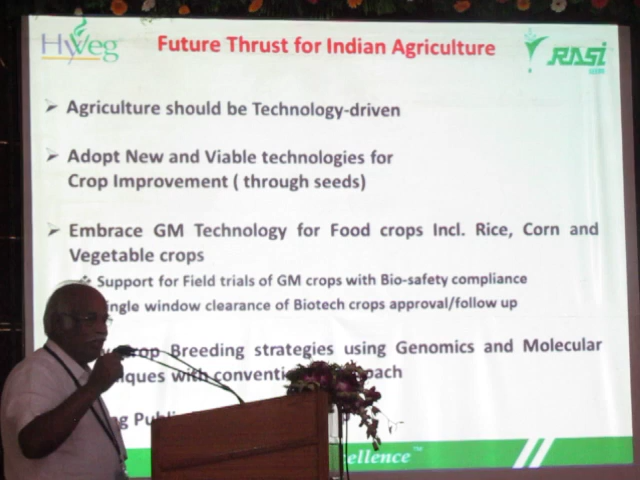 HyVeg
Future Thrust for Indian Agriculture
RASI
Agriculture should be Technology-driven
Adopt New and Viable technologies for
Crop Improvement ( through seeds)
Embrace GM Technology for Food crops Incl. Rice, Corn and
Vegetable crops
Support for Field trials of GM crops with Bio-safety compliance
ingle window clearance of Biotech crops approval/follow up
rop Breeding strategies using Genomics and Molecular
iques with conventi oach
ng Publi
ellence™